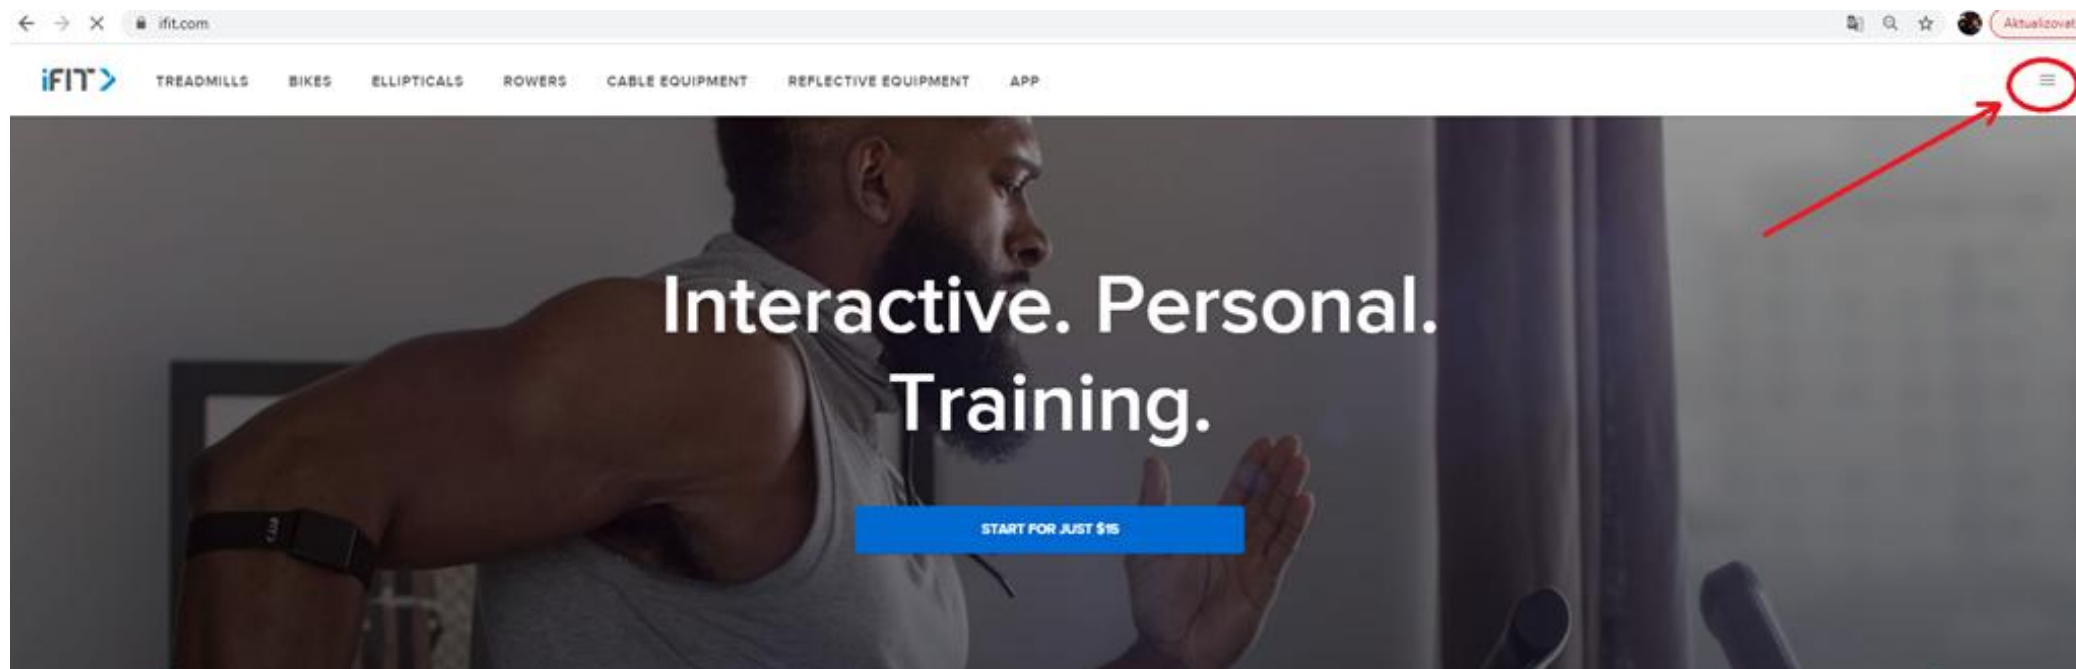 ifit.com
Aktualizovat
iFIT
TREADMILLS BIKES ELLIPTICALS ROWERS CABLE EQUIPMENT REFLECTIVE EQUIPMENT APP
Interactive. Personal.
Training.
START FOR JUST $15